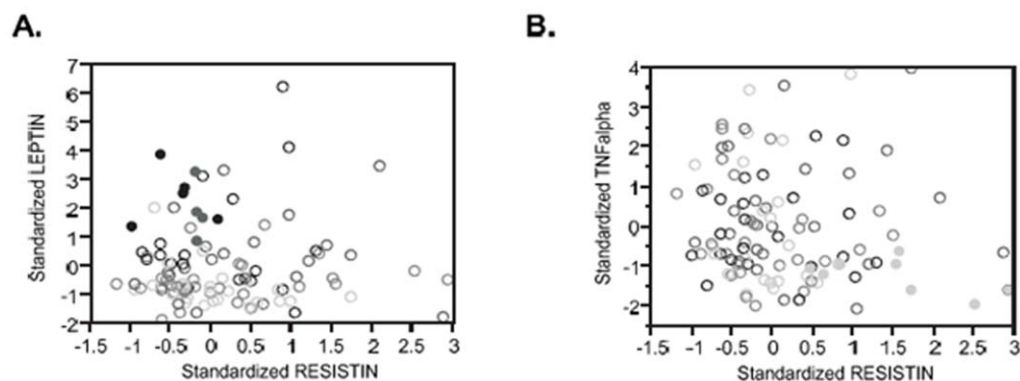 A.
B.
Standardized LEPTIN
7
6
5
4
3
2
1
0
-1
-2
-1.5 -1 -0.5 0 0.5 1 1.5 2 2.5 3
Standardized RESISTIN
Standardized TNFalpha
4
3
2
1
0
-1
-2
-1.5 -1 -0.5 0 0.5 1 1.5 2 2.5 3
Standardized RESISTIN